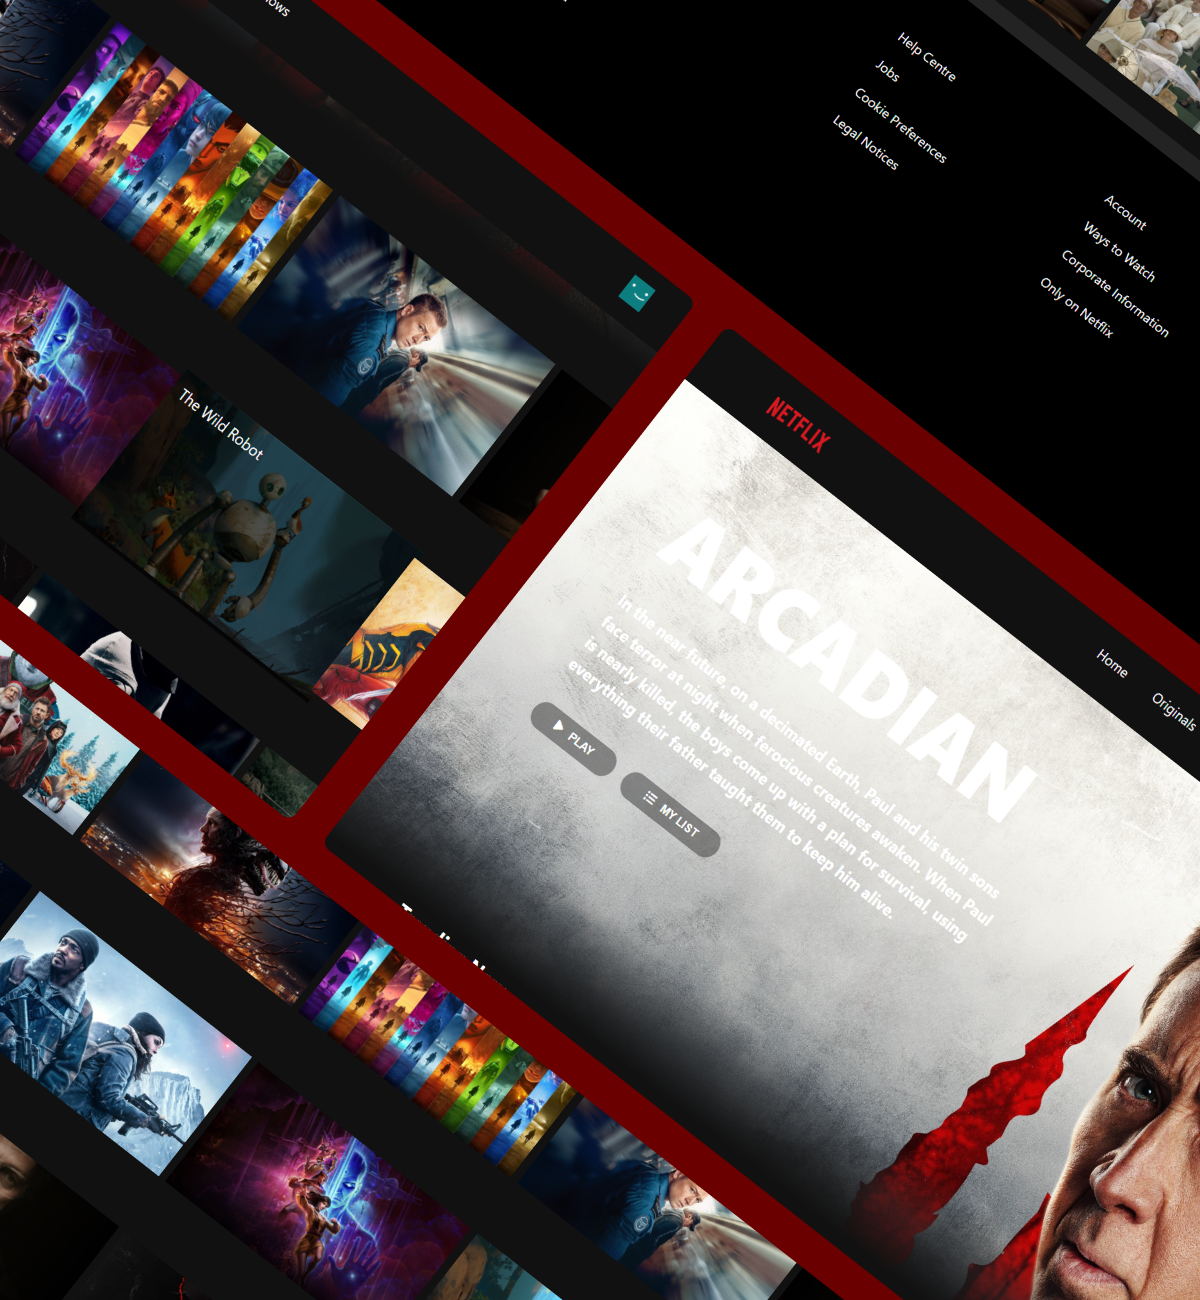 Help Centre
Jobs
Cookie Preferences
Legal Notices
Account
Ways to Watch
Corporate Information
Only on Netflix
The Wild Robot
NETFLIX
Home
Originals
ARCADIAN
In the near future, on a decimated Earth, Paul and his twin sons
face terror at night when ferocious creatures awaken. When Paul
is nearly killed, the boys come up with a plan for survival, using
everything their father taught them to keep him alive.
PLAY
MY LIST